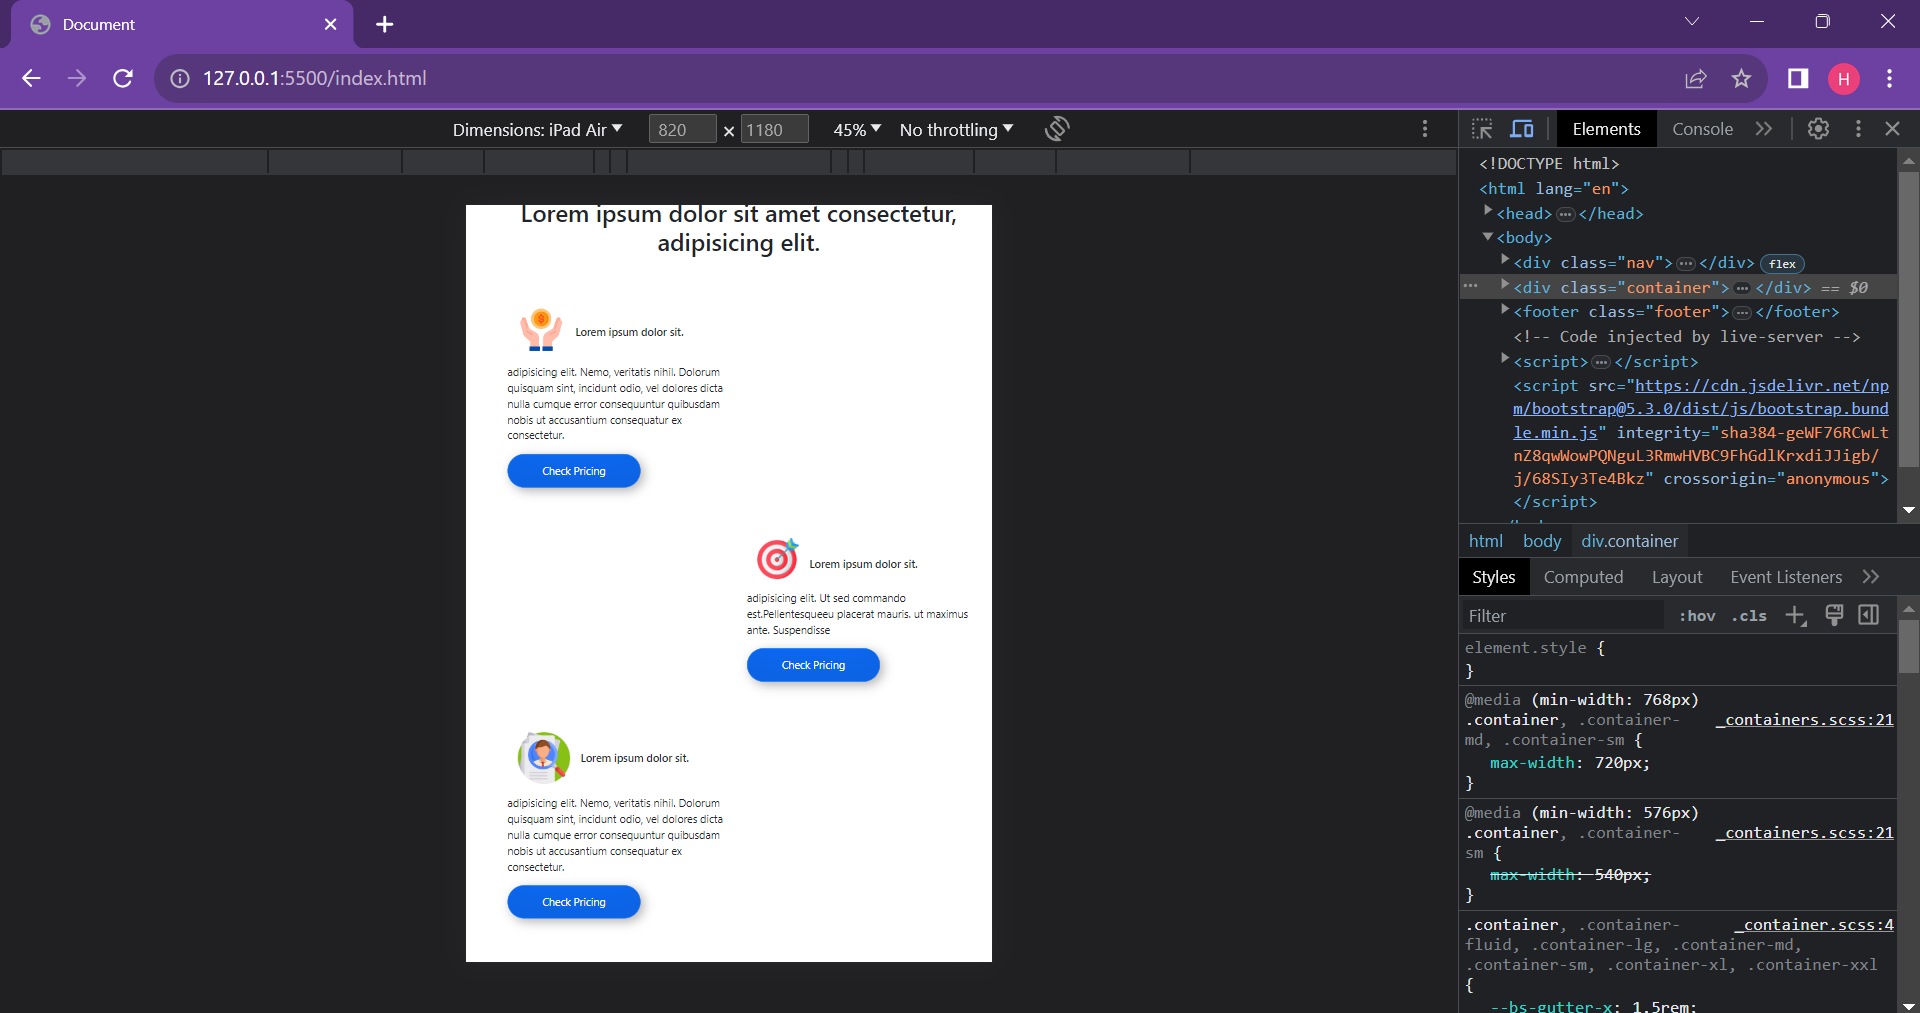 Document
127.0.0.1:5500/index.html
H
Dimensions: iPad Air
820 × 1180
45%
No throttling
Lorem ipsum dolor sit amet consectetur,
adipisicing elit.
Lorem ipsum dolor sit.
adipisicing elit. Nemo, veritatis nihil. Dolorum
quisquam sint, incidunt odio, vel dolores dicta
nulla cumque error consequuntur quibusdam
nobis ut accusantium consequatur ex
consectetur.
Check Pricing
Lorem ipsum dolor sit.
adipisicing elit. Ut sed commando
est.Pellentesqueeu placerat mauris. ut maximus
ante. Suspendisse
Check Pricing
Lorem ipsum dolor sit.
adipisicing elit. Nemo, veritatis nihil. Dolorum
quisquam sint, incidunt odio, vel dolores dicta
nulla cumque error consequuntur quibusdam
nobis ut accusantium consequatur ex
consectetur.
Check Pricing
Elements Console
<!DOCTYPE html>
<html lang="en">
<head> ⋯ </head>
<body>
<div class="nav"> ⋯ </div> flex
<div class="container"> ⋯ </div> == $0
<footer class="footer"> ⋯ </footer>
<!-- Code injected by live-server -->
<script> ⋯ </script>
<script src="https://cdn.jsdelivr.net/np
m/bootstrap@5.3.0/dist/js/bootstrap.bund
le.min.js" integrity="sha384-geWF76RCwLt
nZ8qwWowPQNguL3RmwHVBC9FhGdlKrxdiJJigb/
j/68SIy3Te4Bkz" crossorigin="anonymous">
</script>
html body div.container
Styles Computed Layout Event Listeners
Filter :hov .cls
element.style {
}
@media (min-width: 768px)
.container, .container- _containers.scss:21
md, .container-sm {
max-width: 720px;
}
@media (min-width: 576px)
.container, .container- _containers.scss:21
sm {
max-width: 540px;
}
.container, .container- _container.scss:4
fluid, .container-lg, .container-md,
.container-sm, .container-xl, .container-xxl
{
--bs-gutter-x: 1.5rem;